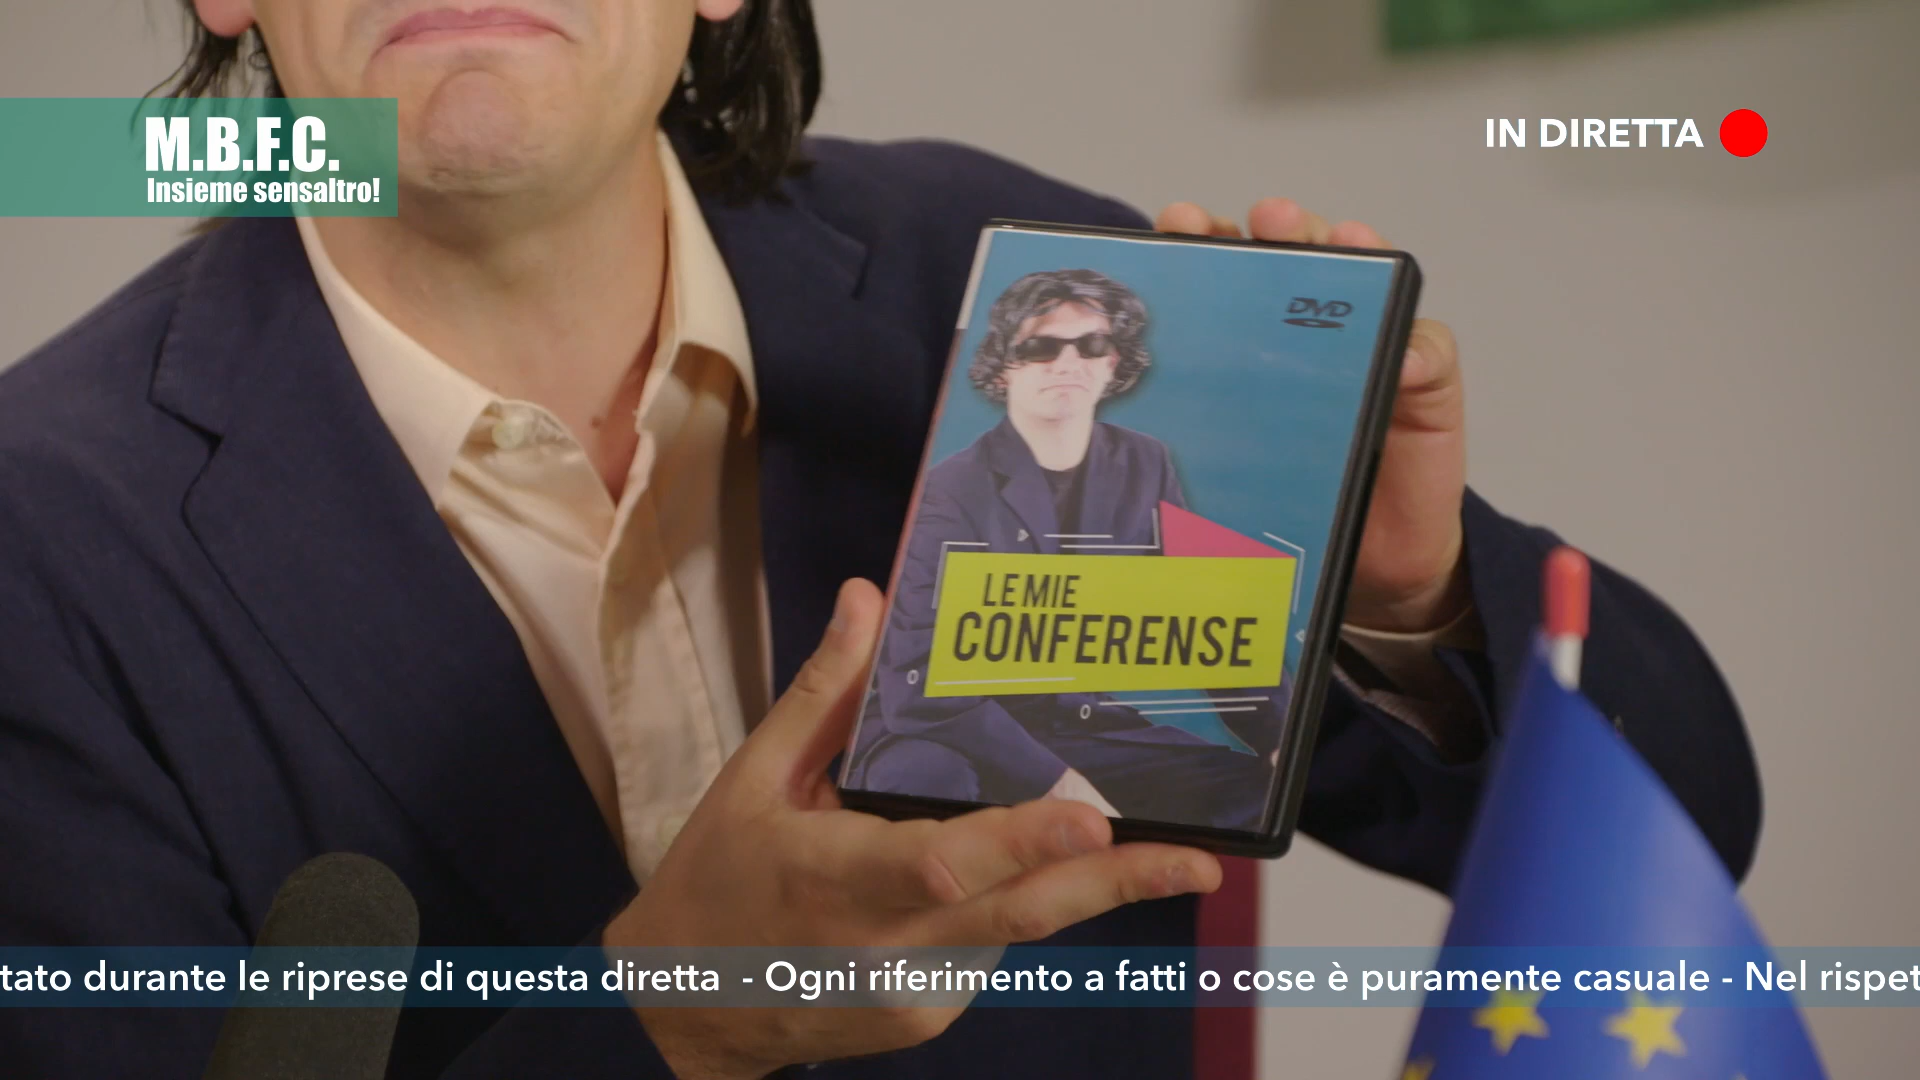 M.B.F.C.
Insieme sensaltro!
IN DIRETTA
DVD
LE MIE
CONFERENSE
tato durante le riprese di questa diretta - Ogni riferimento a fatti o cose è puramente casuale - Nel rispet